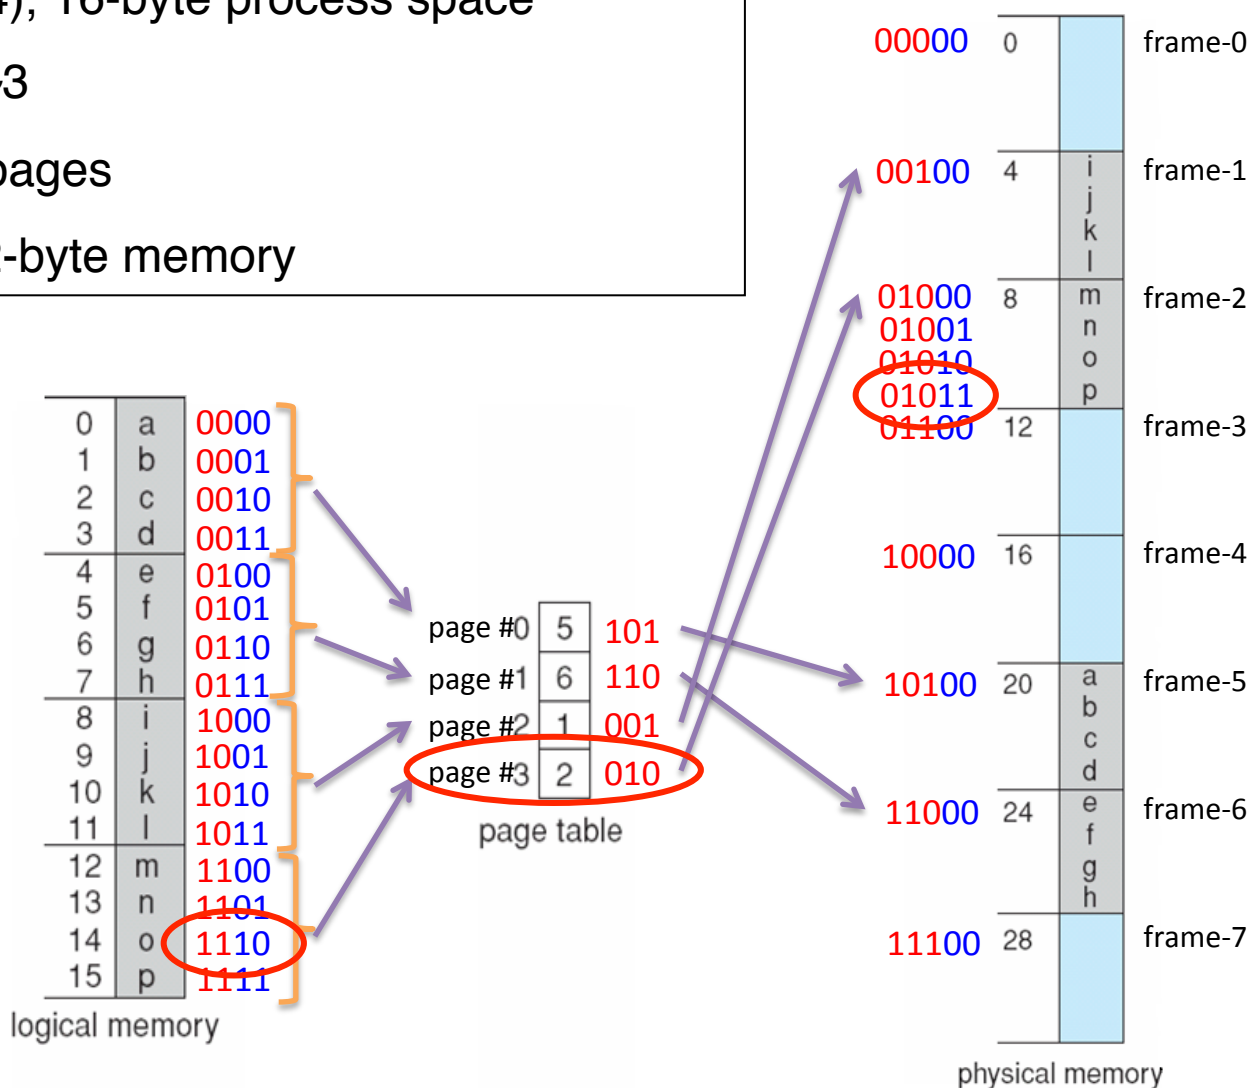 16-byte process space
pages
-byte memory
0 a 0000
1 b 0001
2 c 0010
3 d 0011
4 e 0100
5 f 0101
6 g 0110
7 h 0111
8 i 1000
9 j 1001
10 k 1010
11 l 1011
12 m 1100
13 n 1101
14 o 1110
15 p 1111
logical memory
page #0 5 101
page #1 6 110
page #2 1 001
page #3 2 010
page table
00000 0 frame-0
00100 4 i frame-1
j
k
l
01000 8 m frame-2
01001 n
01010 o
01011 p
01100 12 frame-3
10000 16 frame-4
10100 20 a frame-5
b
c
d
11000 24 e frame-6
f
g
h
11100 28 frame-7
physical memory